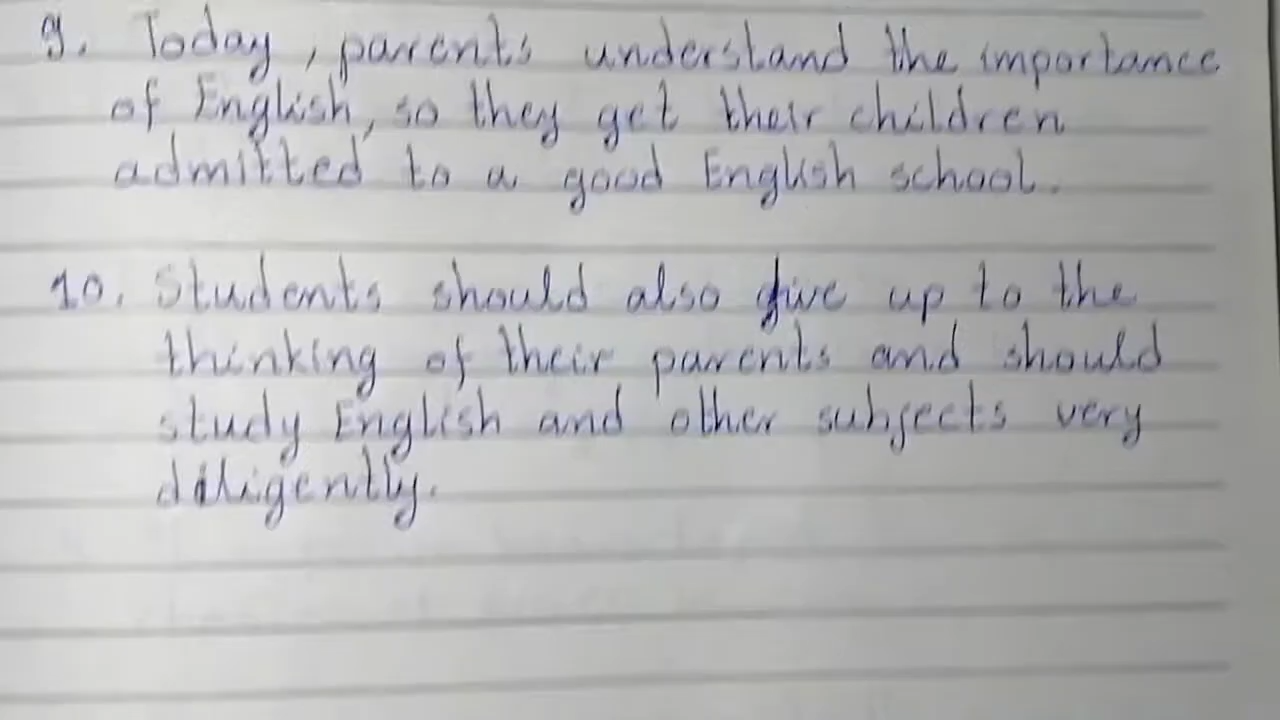 9. Today, parents understand the importance
of English, so they get their children
admitted to a good English school.
10. Students should also give up to the
thinking of their parents and should
study English and other subjects very
diligently.